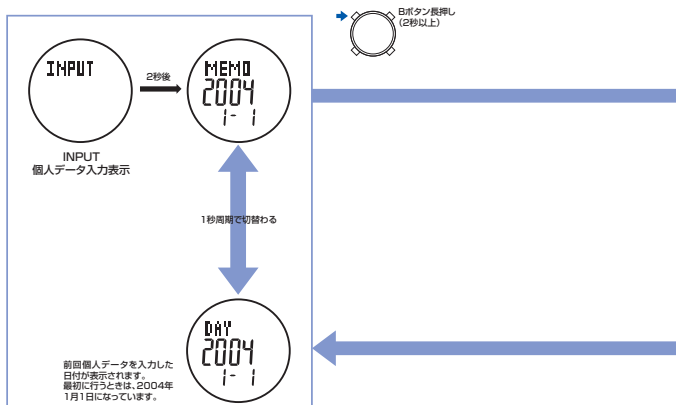 Bボタン長押し
(2秒以上)
INPUT
2秒後
MEMO
2004
1- 1
INPUT
個人データ入力表示
1秒周期で切替わる
DAY
2004
1- 1
前回個人データを入力した
日付が表示されます。
最初に行うときは、2004年
1月1日になっています。